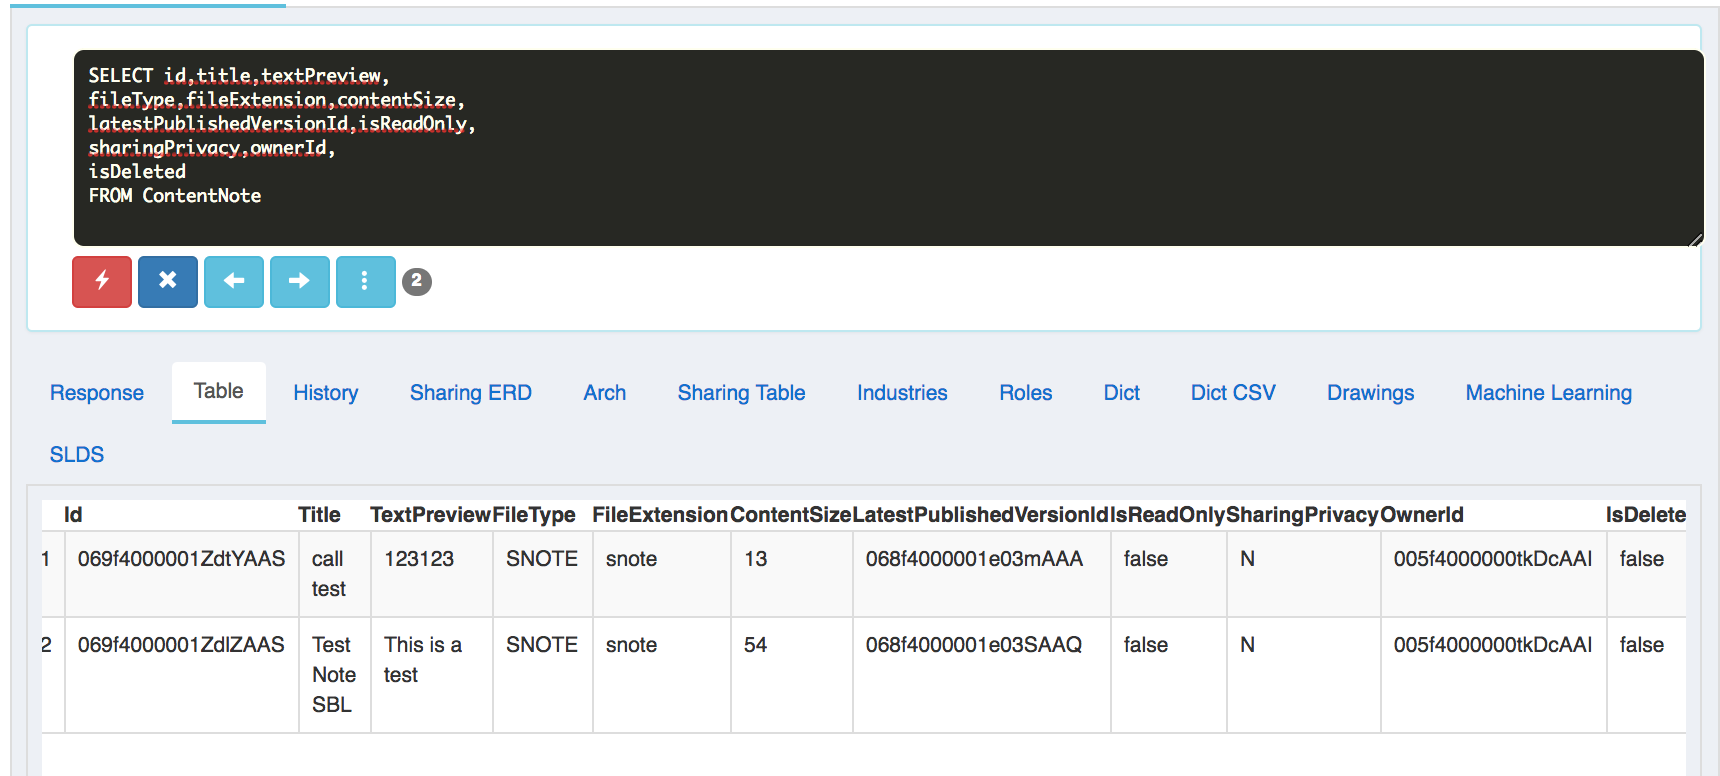 SELECT id,title,textPreview,
fileType,fileExtension,contentSize,
latestPublishedVersionId,isReadOnly,
sharingPrivacy,ownerId,
isDeleted
FROM ContentNote
2
Response Table History Sharing ERD Arch Sharing Table Industries Roles Dict Dict CSV Drawings Machine Learning
SLDS
Id Title TextPreview FileType FileExtension ContentSize LatestPublishedVersionId IsReadOnly SharingPrivacy OwnerId IsDelete
1 069f4000001ZdtYAAS call 123123 SNOTE snote 13 068f4000001e03mAAA false N 005f4000000tkDcAAI false
test
2 069f4000001ZdlZAAS Test This is a SNOTE snote 54 068f4000001e03SAAQ false N 005f4000000tkDcAAI false
Note test
SBL